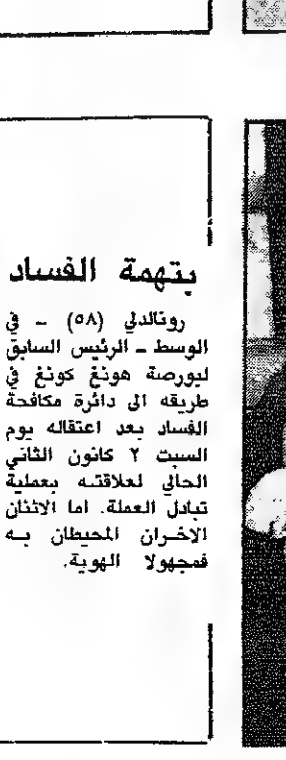 بتهمة الفساد
رونالدلي (٥٨) ـ في
الوسط ـ الرئيس السابق
لبورصة هونغ كونغ في
طريقه الى دائرة مكافحة
الفساد بعد اعتقاله يوم
السبت ٢ كانون الثاني
الحالي لعلاقته بعملية
تبادل العملة. اما الاثنان
الاخران المحيطان به
فمجهولا الهوية.